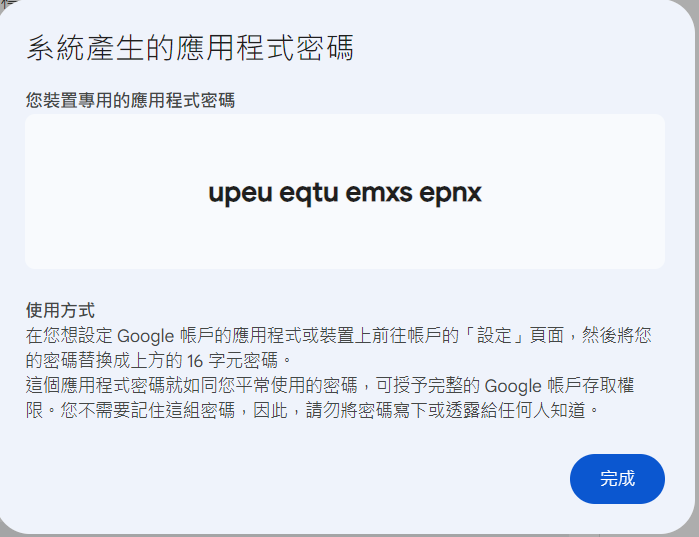 系統產生的應用程式密碼
您裝置專用的應用程式密碼
upeu eqtu emxs epnx
使用方式
在您想設定 Google 帳戶的應用程式或裝置上前往帳戶的「設定」頁面，然後將您
的密碼替換成上方的 16 字元密碼。
這個應用程式密碼就如同您平常使用的密碼，可授予完整的 Google 帳戶存取權
限。您不需要記住這組密碼，因此，請勿將密碼寫下或透露給任何人知道。
完成